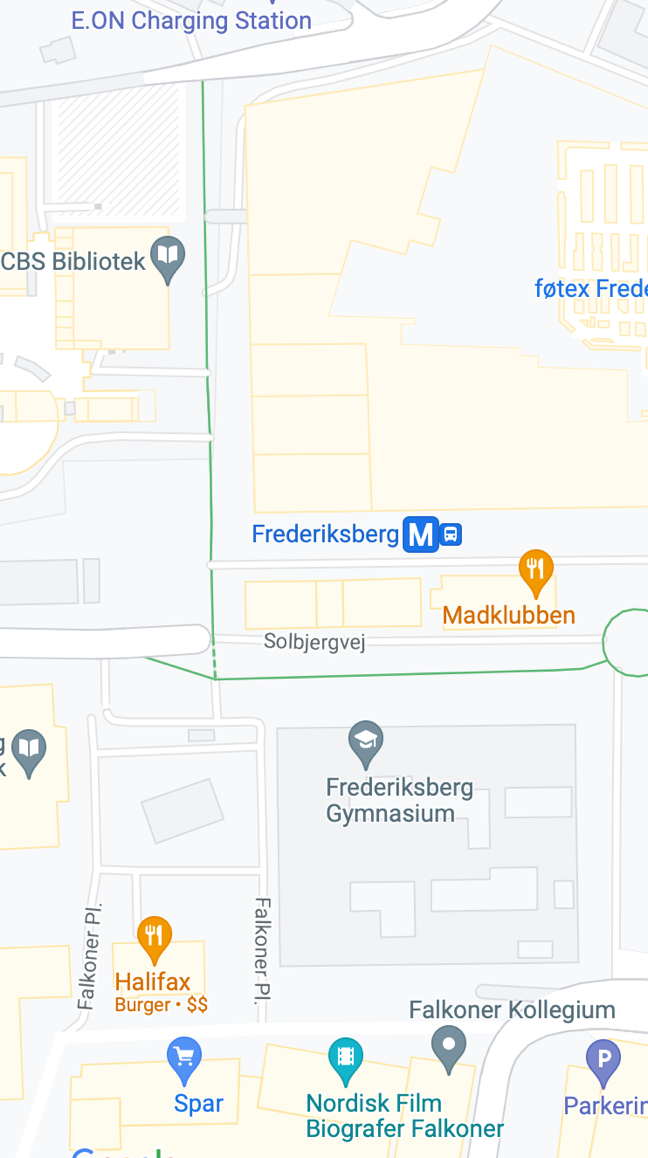 E.ON Charging Station
CBS Bibliotek
føtex Frede
Frederiksberg M
Madklubben
Solbjergvej
g
k
Frederiksberg
Gymnasium
Falkoner Pl.
Falkoner Pl.
Halifax
Burger • $$
Falkoner Kollegium
Spar
Nordisk Film
Biografer Falkoner
P
Parkerin
Google